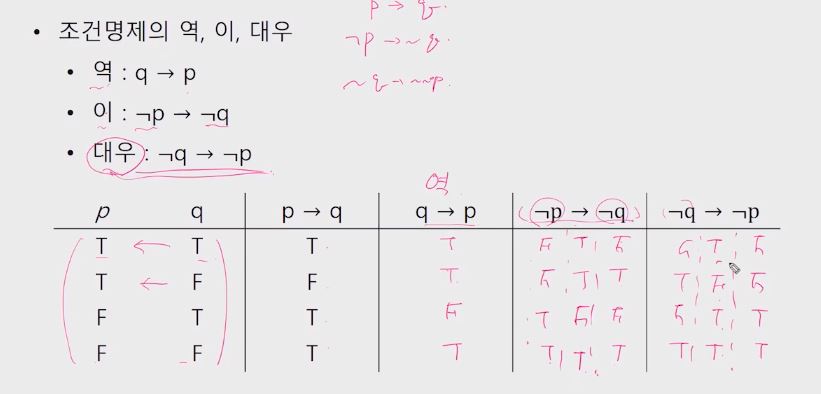 p → q.
• 조건명제의 역, 이, 대우
¬p → ~q.
• 역 : q → p
~q → ~p.
• 이 : ¬p → ¬q
• 대우 : ¬q → ¬p
역
p q p → q q → p (¬p → ¬q) ¬q → ¬p
T ← T T T F T F F T F
T ← F F T F T T T F F
F T T F T F F F T T
F F T T T T T T T T